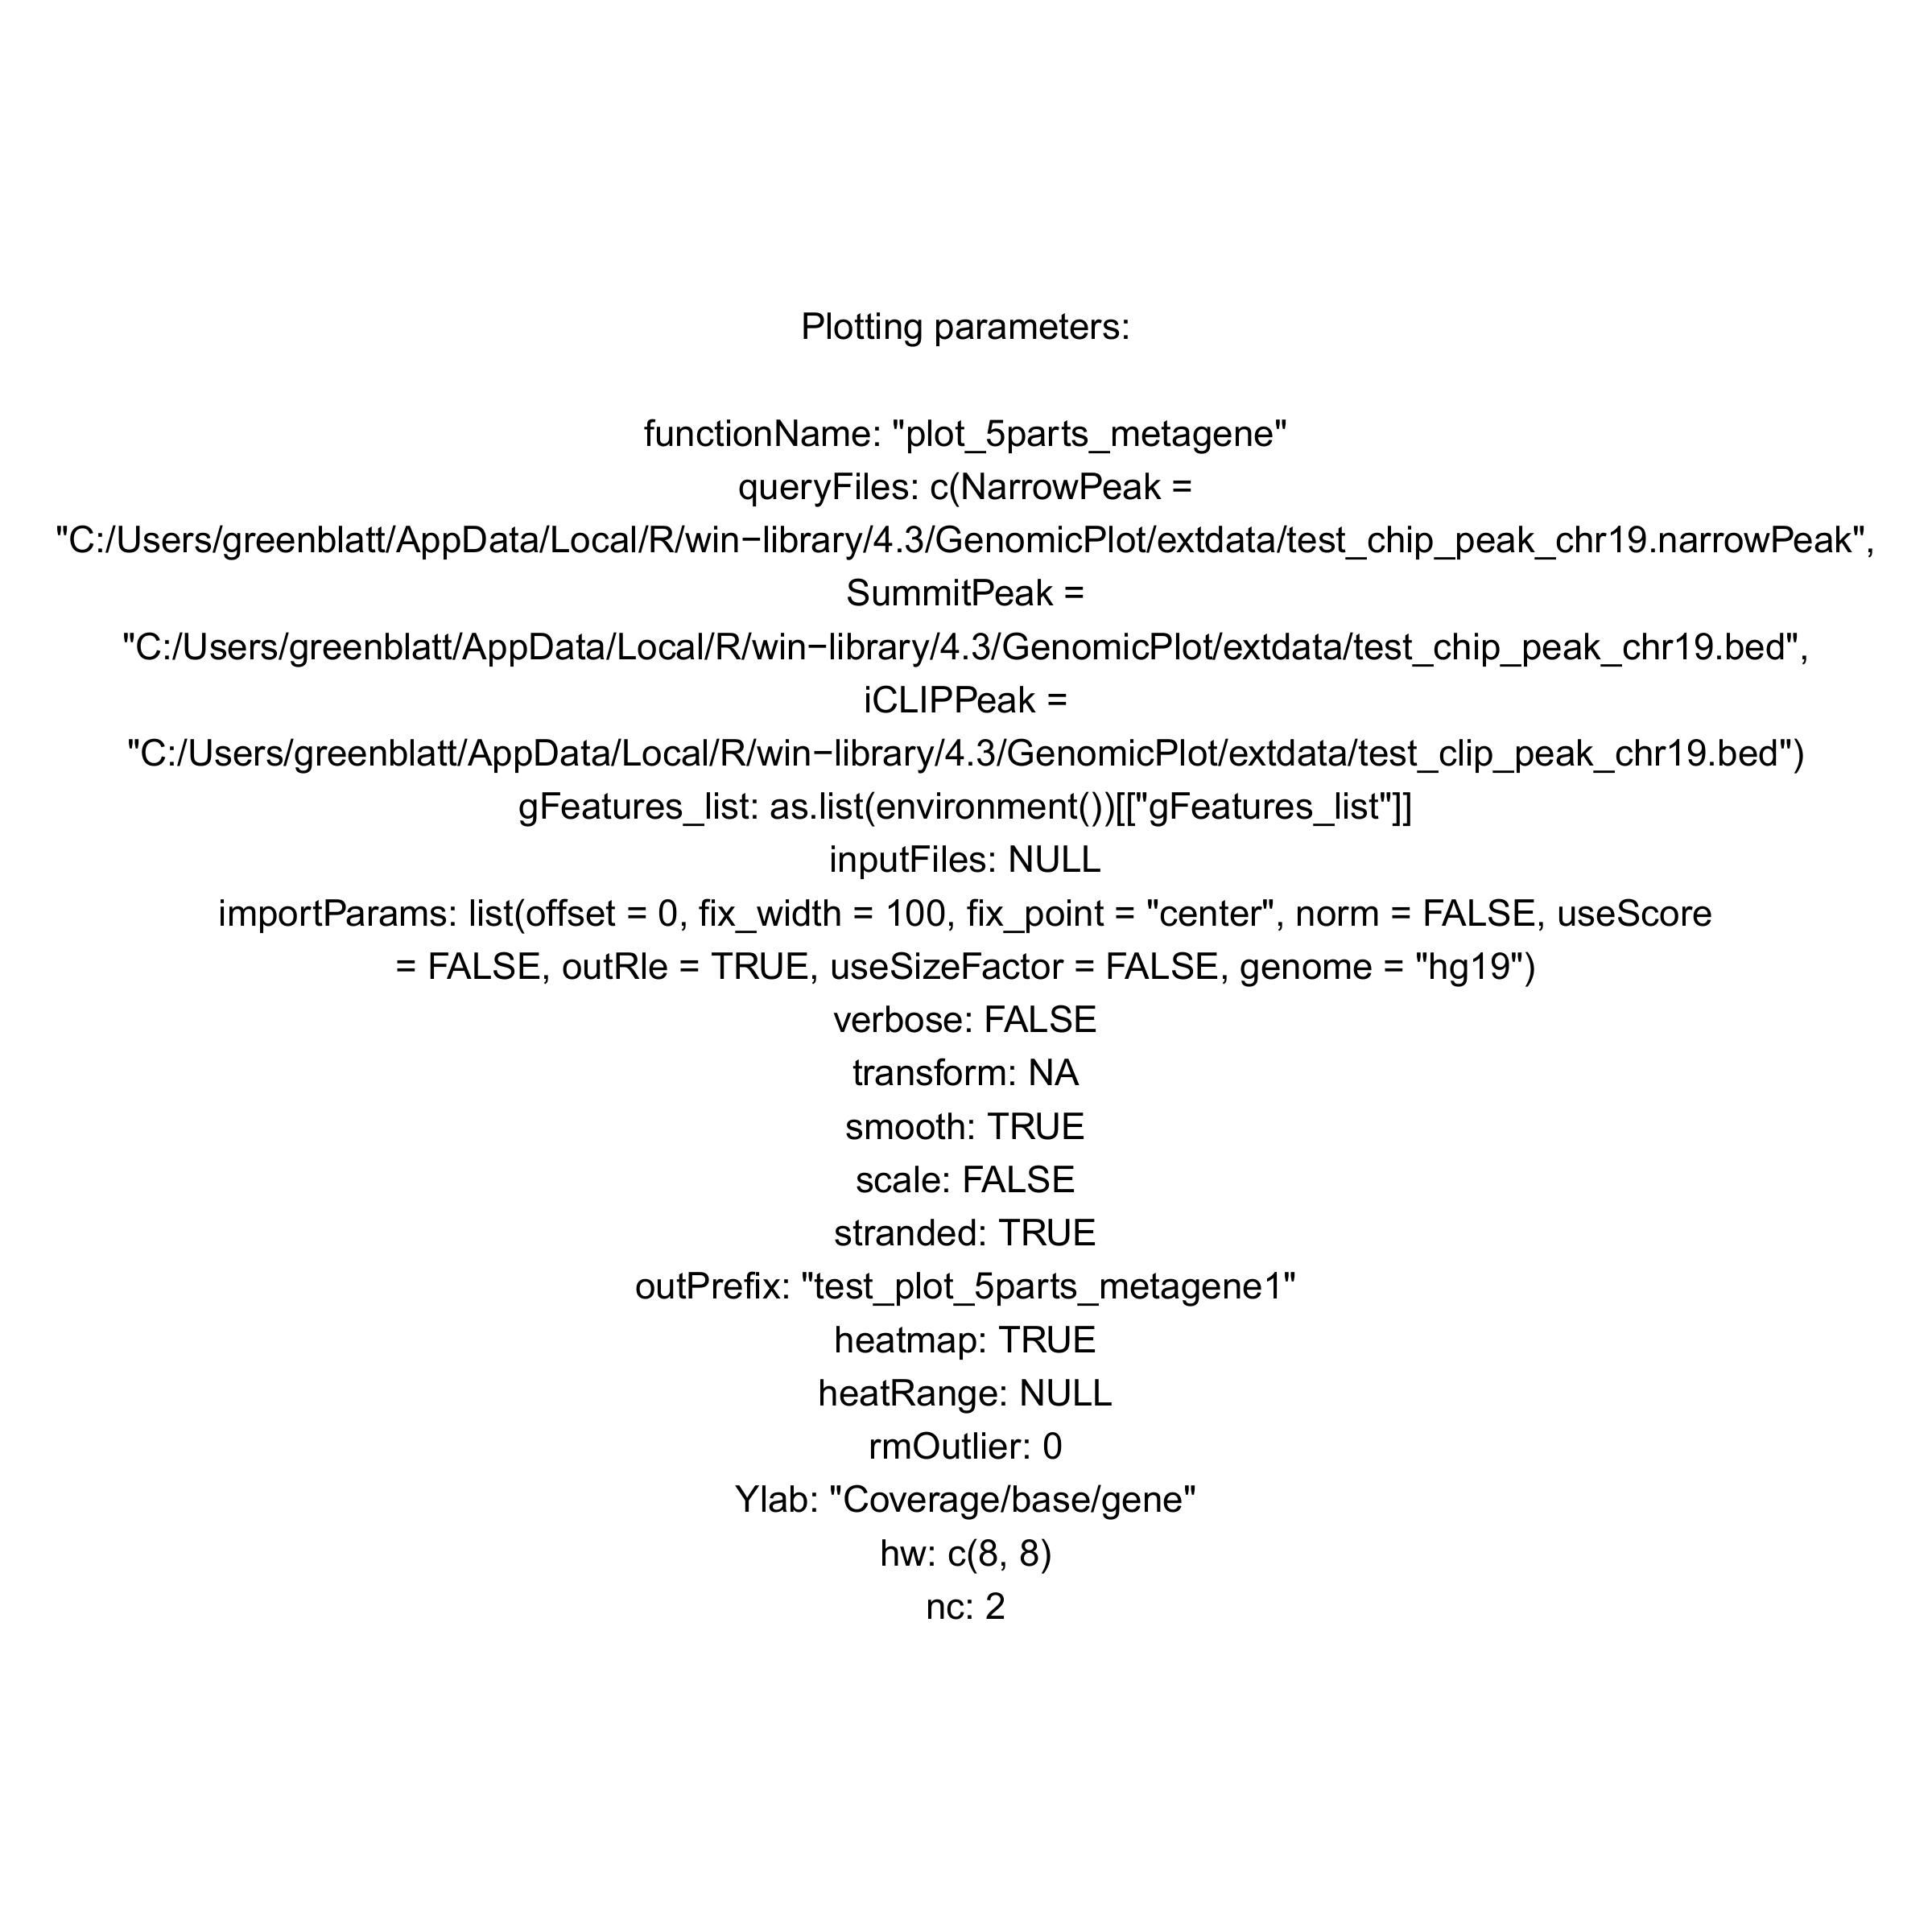 Plotting parameters:
functionName: "plot_5parts_metagene"
queryFiles: c(NarrowPeak =
"C:/Users/greenblatt/AppData/Local/R/win−library/4.3/GenomicPlot/extdata/test_chip_peak_chr19.narrowPeak",
SummitPeak =
"C:/Users/greenblatt/AppData/Local/R/win−library/4.3/GenomicPlot/extdata/test_chip_peak_chr19.bed",
iCLIPPeak =
"C:/Users/greenblatt/AppData/Local/R/win−library/4.3/GenomicPlot/extdata/test_clip_peak_chr19.bed")
gFeatures_list: as.list(environment())[["gFeatures_list"]]
inputFiles: NULL
importParams: list(offset = 0, fix_width = 100, fix_point = "center", norm = FALSE, useScore
= FALSE, outRle = TRUE, useSizeFactor = FALSE, genome = "hg19")
verbose: FALSE
transform: NA
smooth: TRUE
scale: FALSE
stranded: TRUE
outPrefix: "test_plot_5parts_metagene1"
heatmap: TRUE
heatRange: NULL
rmOutlier: 0
Ylab: "Coverage/base/gene"
hw: c(8, 8)
nc: 2